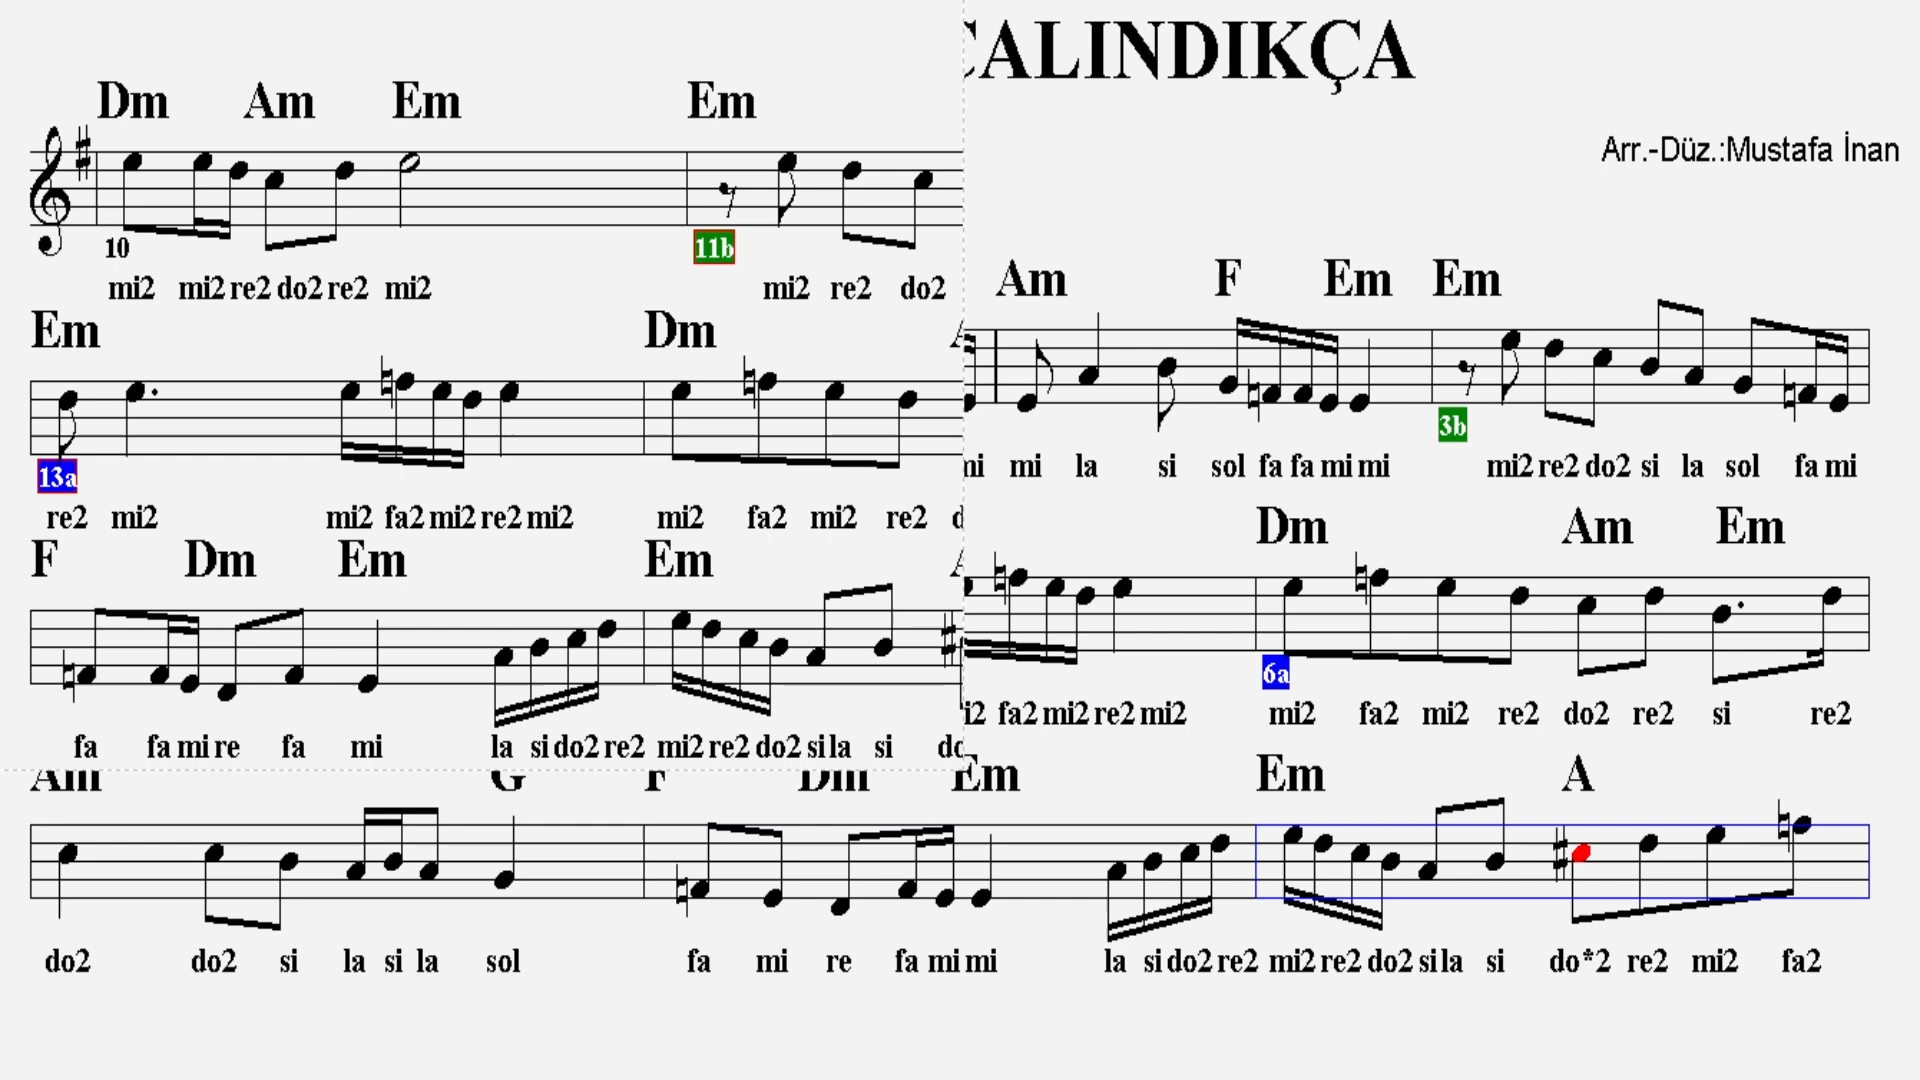 ÇALINDIKÇA
Arr.-Düz.:Mustafa İnan
Dm Am Em Em
10 11b
mi2 mi2 re2 do2 re2 mi2 mi2 re2 do2
Am F Em Em
3b
mi la si sol fa fa mi mi mi2 re2 do2 si la sol fa mi
Em Dm
13a
re2 mi2 mi2 fa2 mi2 re2 mi2 mi2 fa2 mi2 re2
Dm Am Em
6a
fa2 mi2 re2 mi2 mi2 fa2 mi2 re2 do2 re2 si re2
F Dm Em Em
fa fa mi re fa mi la si do2 re2 mi2 re2 do2 si la si
Am G F Dm Em Em A
do2 do2 si la si la sol fa mi re fa mi mi la si do2 re2 mi2 re2 do2 si la si do*2 re2 mi2 fa2